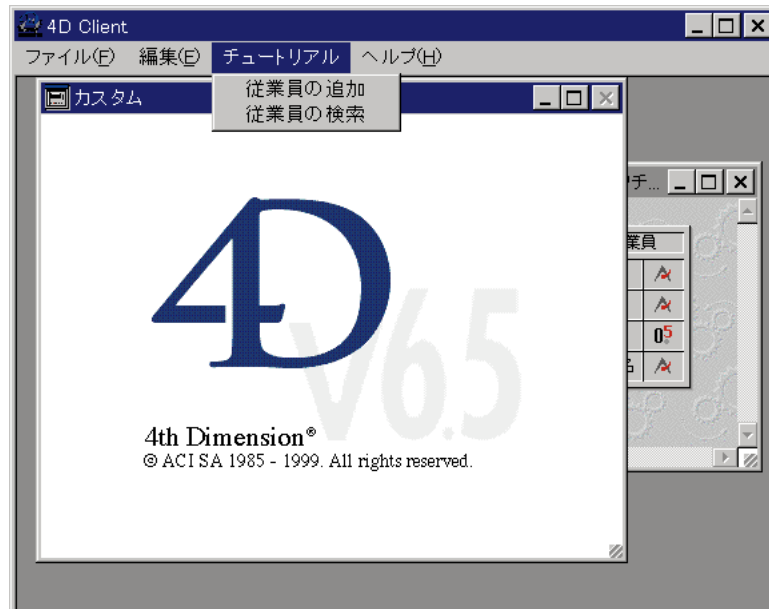 4D Client
ファイル(F) 編集(E) チュートリアル ヘルプ(H)
従業員の追加
従業員の検索
カスタム
チ...
業員
05
4D
V6.5
4th Dimension®
© ACI SA 1985 - 1999. All rights reserved.